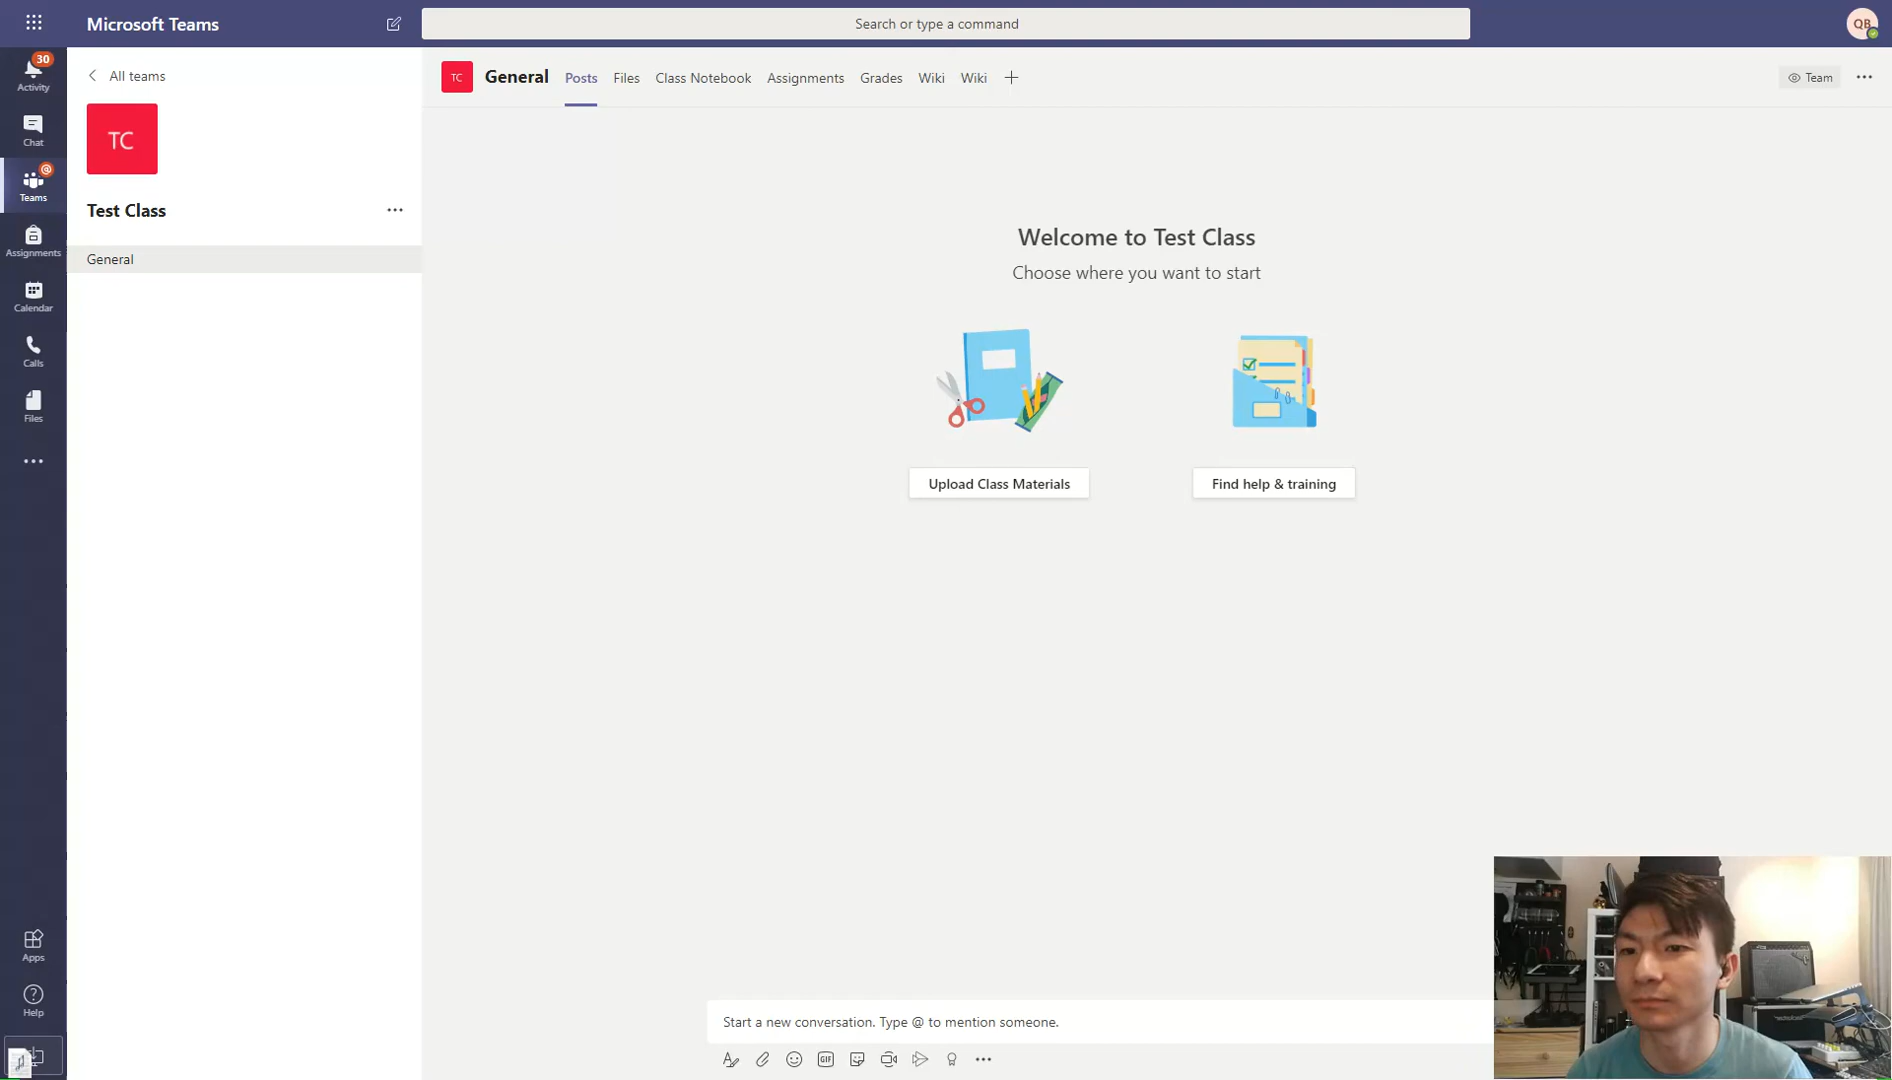 Microsoft Teams
Search or type a command
QB
30
Activity
Chat
@
Teams
Assignments
Calendar
Calls
Files
Apps
Help
All teams
TC
Test Class
General
TC
General
Posts
Files
Class Notebook
Assignments
Grades
Wiki
Wiki
Team
Welcome to Test Class
Choose where you want to start
Upload Class Materials
Find help & training
Start a new conversation. Type @ to mention someone.
GIF